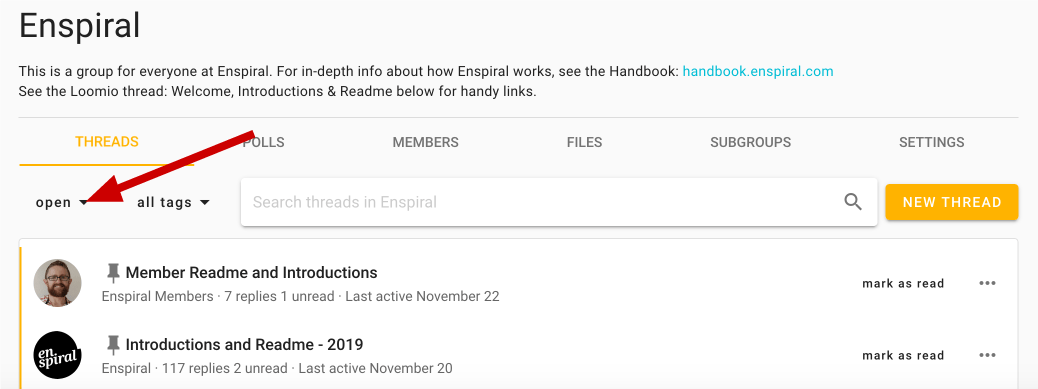 Enspiral
This is a group for everyone at Enspiral. For in-depth info about how Enspiral works, see the Handbook: handbook.enspiral.com
See the Loomio thread: Welcome, Introductions & Readme below for handy links.
THREADS POLLS MEMBERS FILES SUBGROUPS SETTINGS
open all tags Search threads in Enspiral NEW THREAD
Member Readme and Introductions
Enspiral Members · 7 replies 1 unread · Last active November 22
mark as read
en spiral
Introductions and Readme - 2019
Enspiral · 117 replies 2 unread · Last active November 20
mark as read